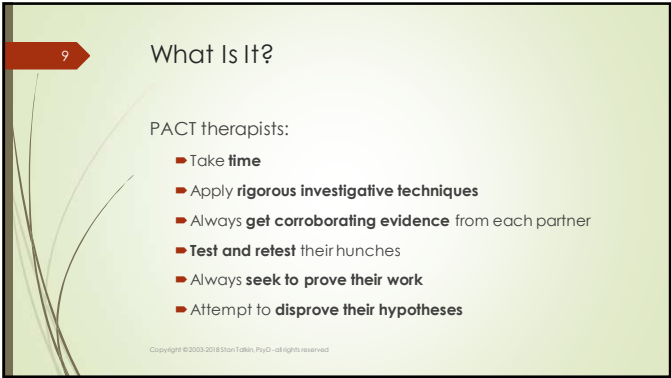 9
What Is It?
PACT therapists:
Take time
Apply rigorous investigative techniques
Always get corroborating evidence from each partner
Test and retest their hunches
Always seek to prove their work
Attempt to disprove their hypotheses
Copyright ©2003-2018 Stan Tatkin, PsyD - all rights reserved